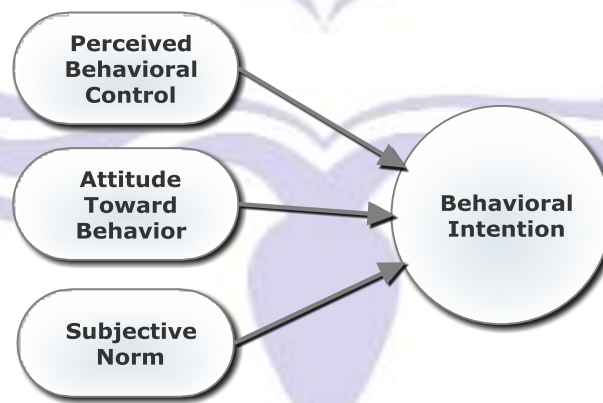 Perceived
Behavioral
Control
Attitude
Toward
Behavior
Subjective
Norm
Behavioral
Intention